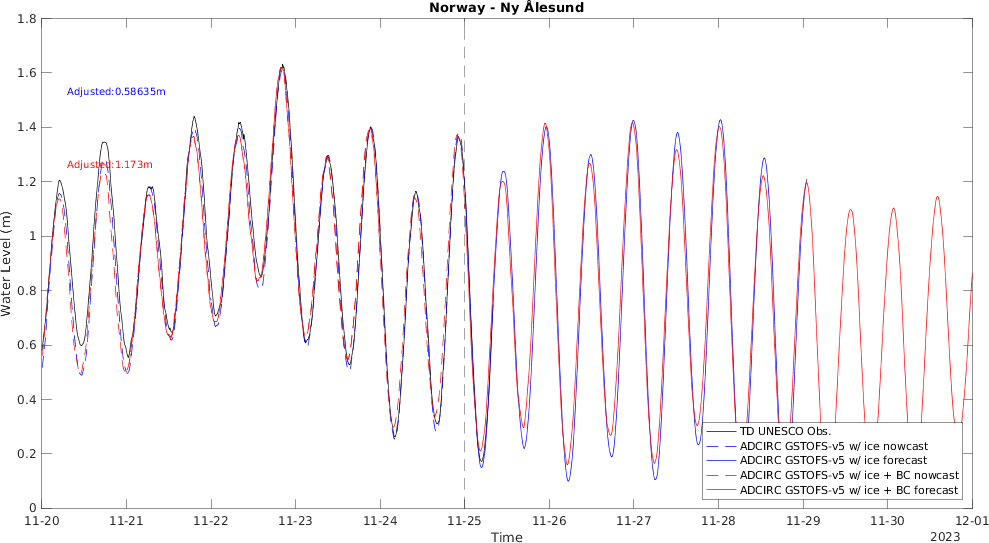 Norway - Ny Ålesund
1.8
1.6
1.4
1.2
1
0.8
0.6
0.4
0.2
0
Water Level (m)
Adjusted:0.58635m
Adjusted:1.173m
TD UNESCO Obs.
ADCIRC GSTOFS-v5 w/ ice nowcast
ADCIRC GSTOFS-v5 w/ ice forecast
ADCIRC GSTOFS-v5 w/ ice + BC nowcast
ADCIRC GSTOFS-v5 w/ ice + BC forecast
11-20 11-21 11-22 11-23 11-24 11-25 11-26 11-27 11-28 11-29 11-30 12-01
Time
2023